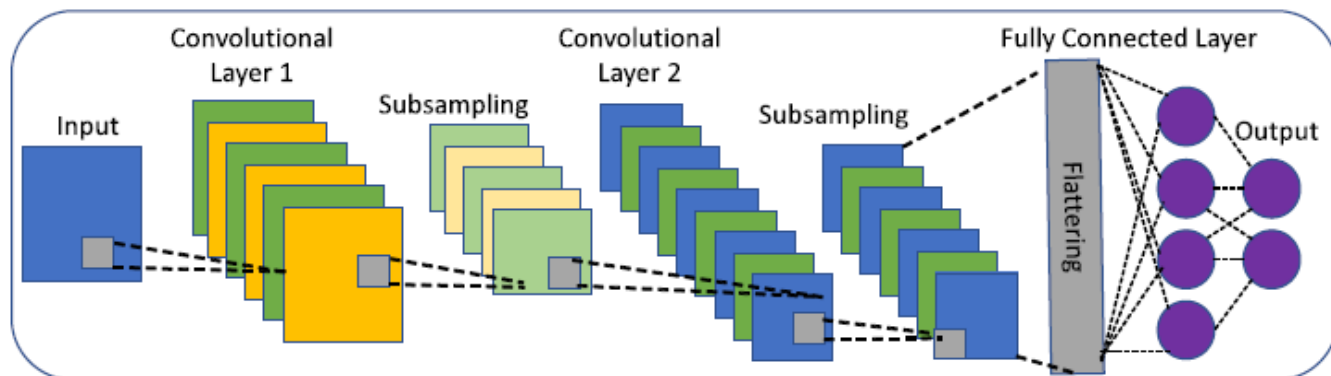 Input
Convolutional
Layer 1
Subsampling
Convolutional
Layer 2
Subsampling
Fully Connected Layer
Flattering
Output